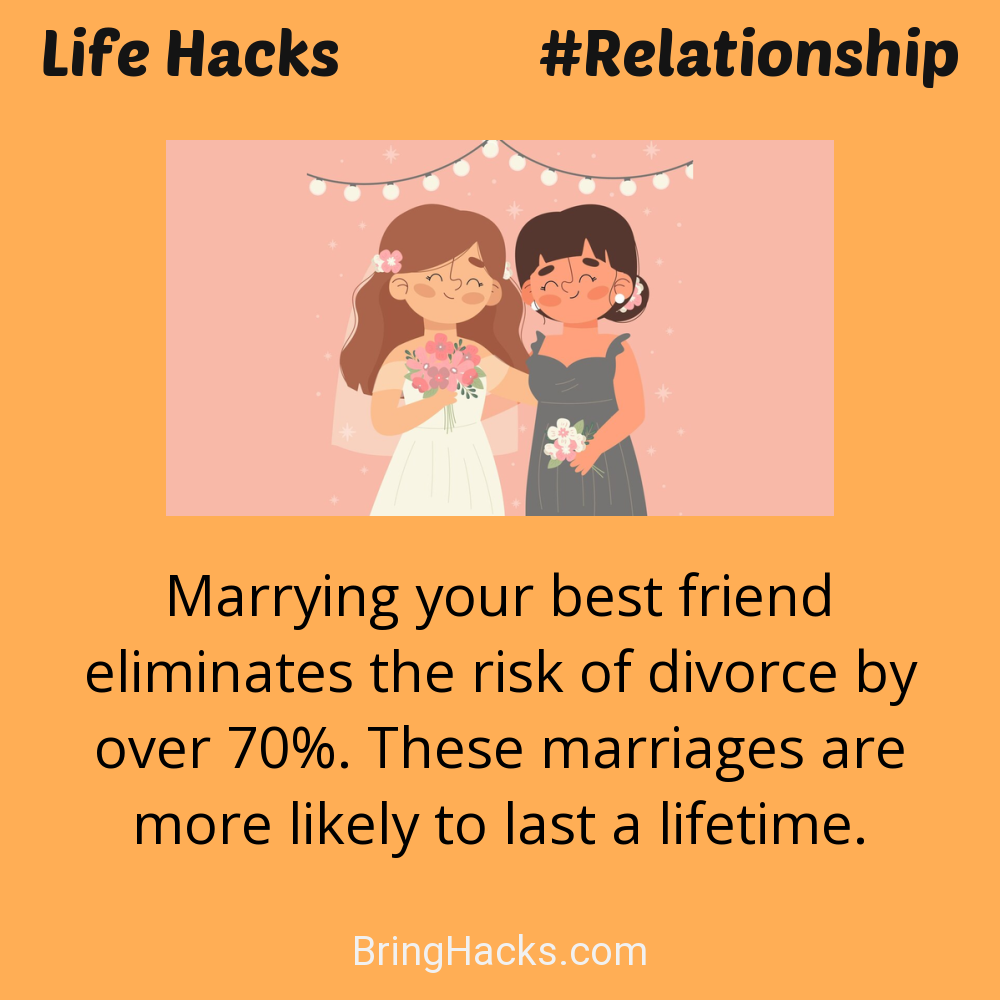 Life Hacks
#Relationship
Marrying your best friend
eliminates the risk of divorce by
over 70%. These marriages are
more likely to last a lifetime.
BringHacks.com